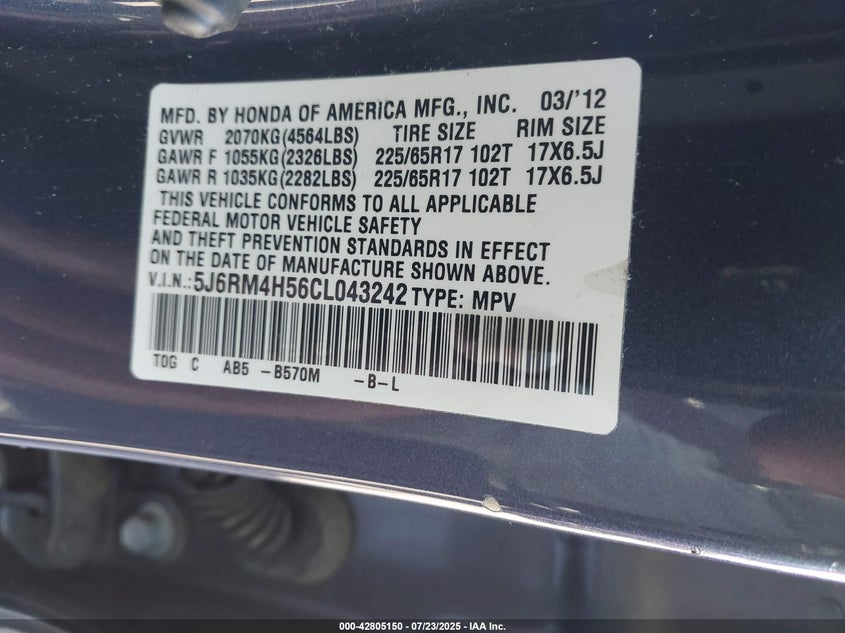 MFD. BY HONDA OF AMERICA MFG., INC. 03/'12
GVWR 2070KG(4564LBS) TIRE SIZE RIM SIZE
GAWR F 1055KG(2326LBS) 225/65R17 102T 17X6.5J
GAWR R 1035KG(2282LBS) 225/65R17 102T 17X6.5J
THIS VEHICLE CONFORMS TO ALL APPLICABLE
FEDERAL MOTOR VEHICLE SAFETY
AND THEFT PREVENTION STANDARDS IN EFFECT
ON THE DATE OF MANUFACTURE SHOWN ABOVE.
V.I.N.:5J6RM4H56CL043242 TYPE: MPV
TDG C AB5 -B570M -B-L
000-42805150 - 07/23/2025 - IAA Inc.